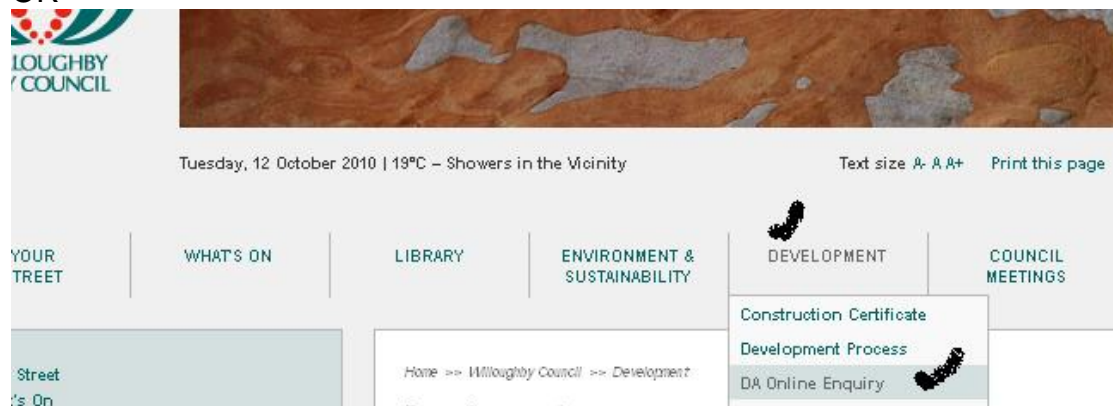 LOUGHBY
COUNCIL
Tuesday, 12 October 2010 | 19°C – Showers in the Vicinity
Text size A- A A+ Print this page
YOUR
TREET
WHAT'S ON
LIBRARY
ENVIRONMENT &
SUSTAINABILITY
DEVELOPMENT
COUNCIL
MEETINGS
Construction Certificate
Development Process
DA Online Enquiry
Street
's On
Home >> Willoughby Council >> Development